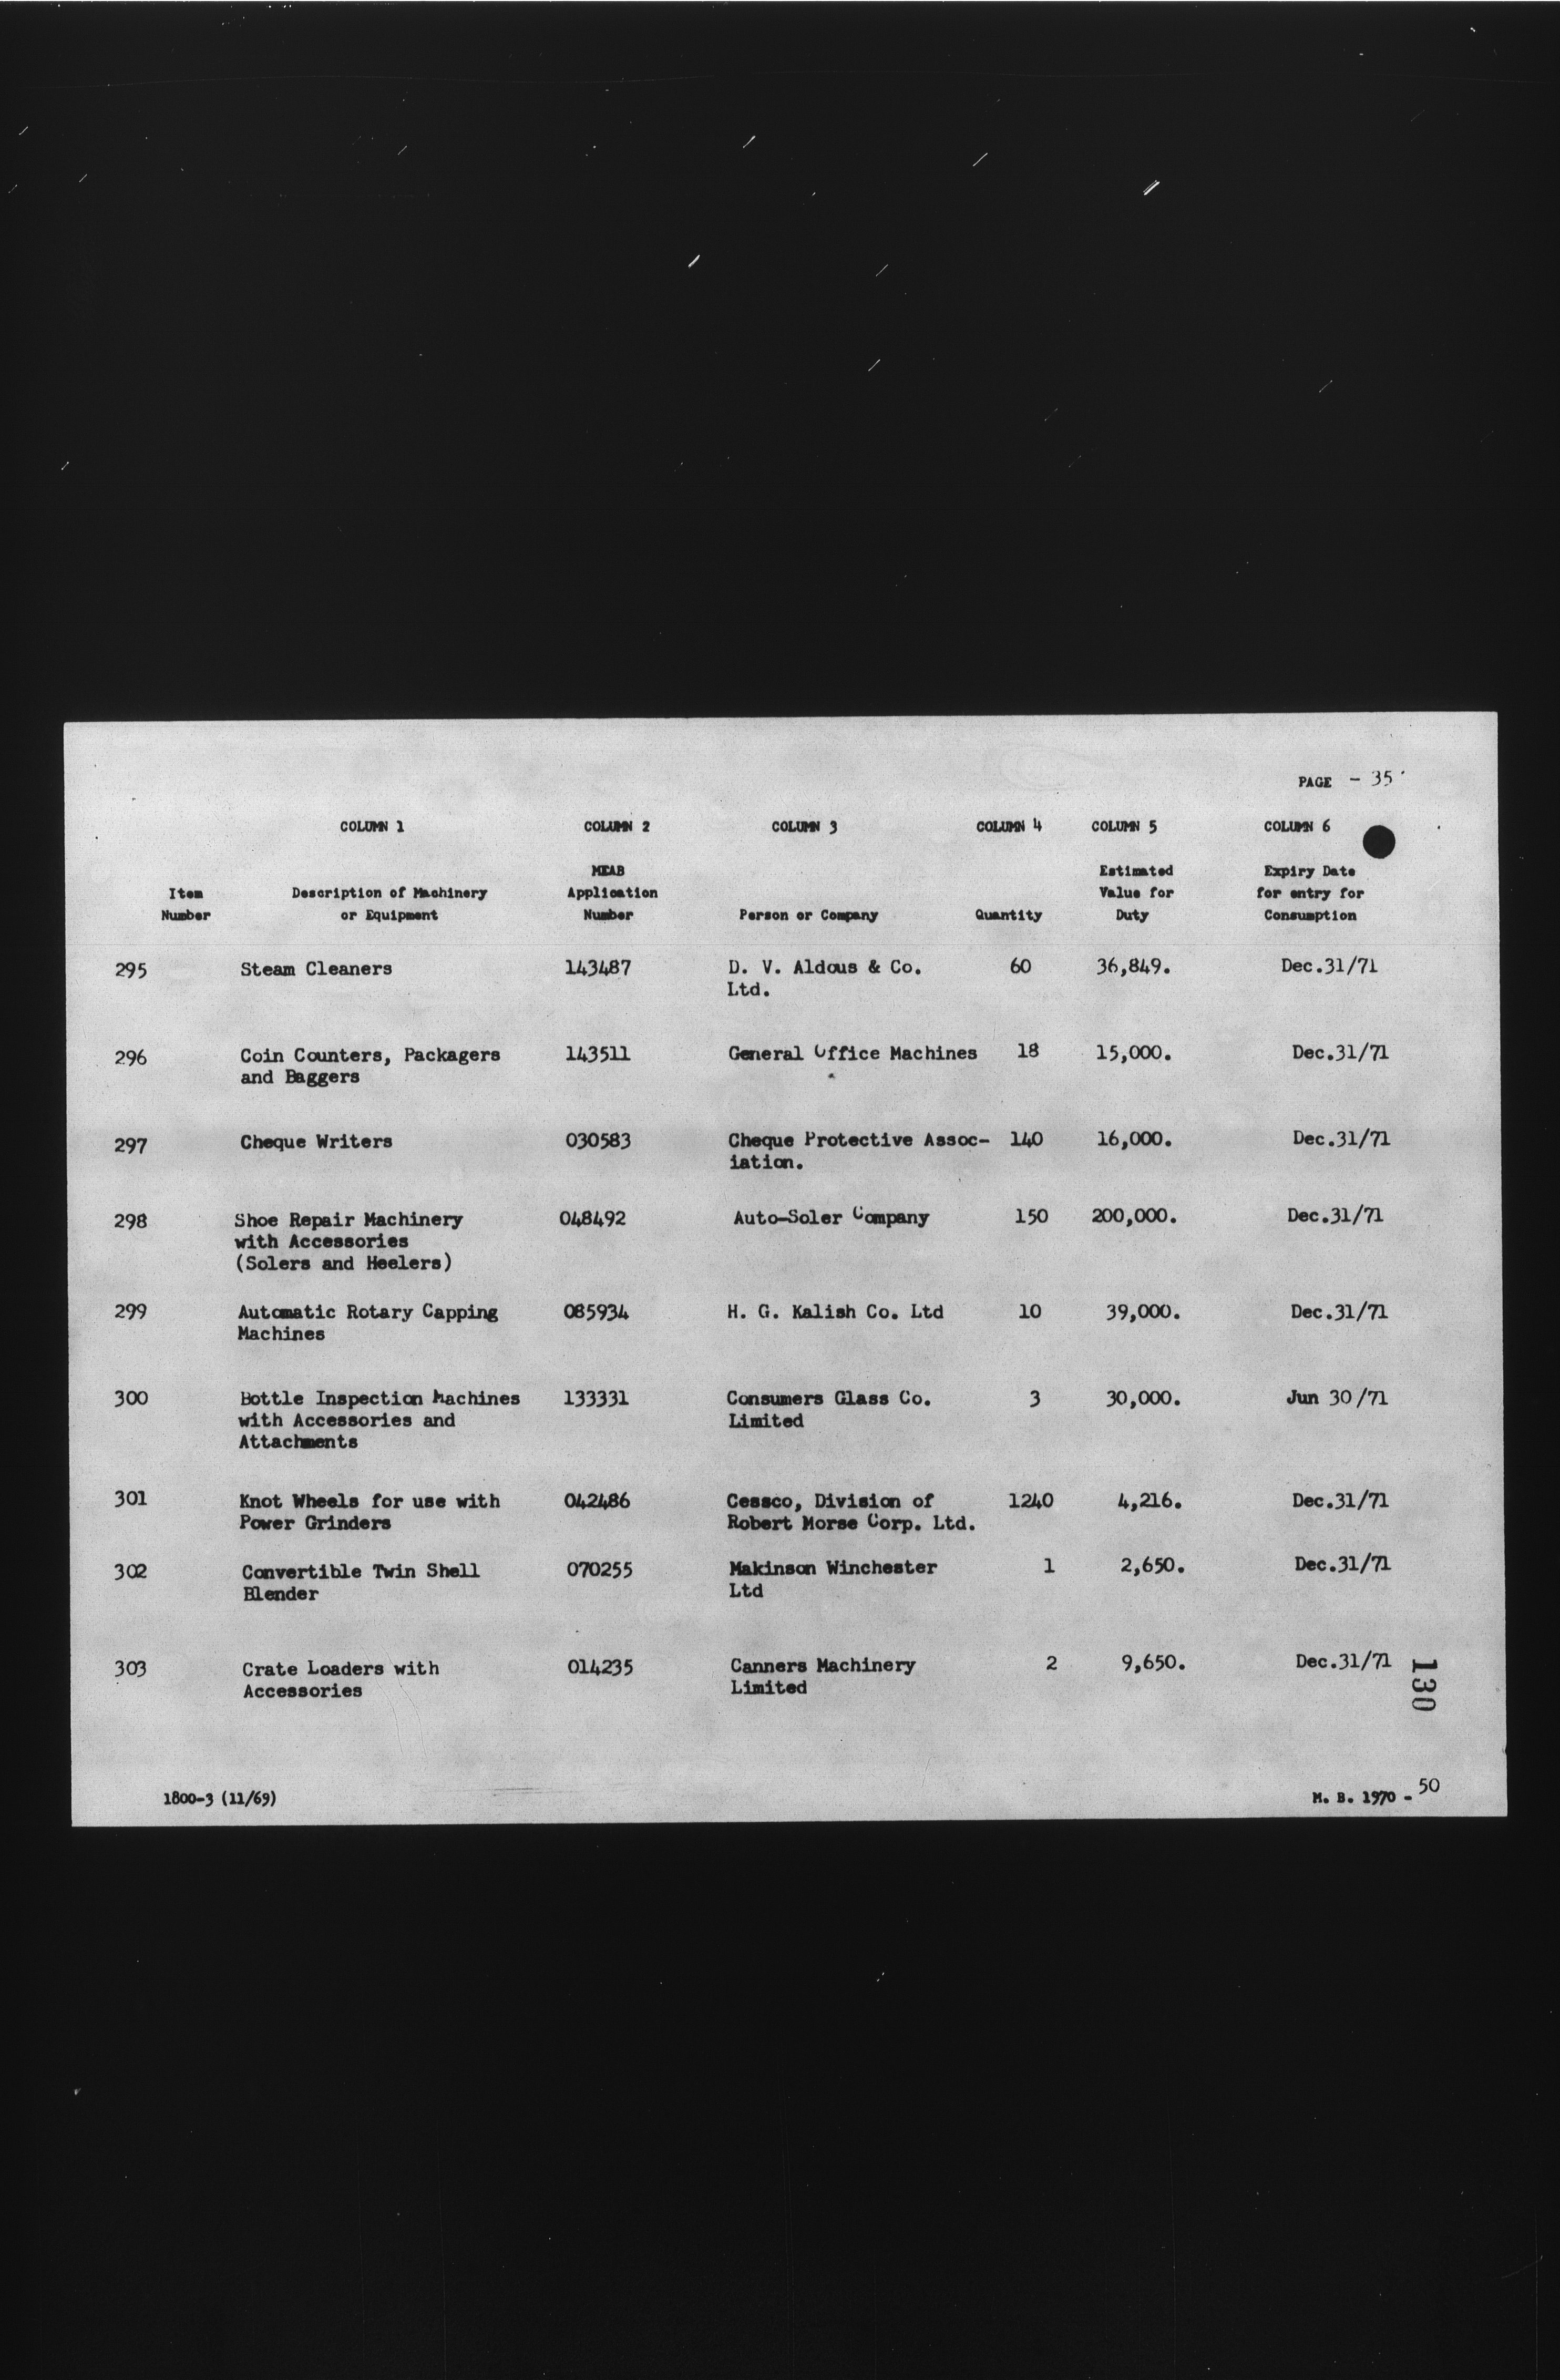 PAGE - 35
COLUMN 1 COLUMN 2 COLUMN 3 COLUMN 4 COLUMN 5 COLUMN 6
MEAB Estimated Expiry Date
Item Description of Machinery Application Value for for entry for
Number or Equipment Number Person or Company Quantity Duty Consumption
295 Steam Cleaners 143487 D. V. Aldous & Co. 60 36,849. Dec.31/71
Ltd.
296 Coin Counters, Packagers 143511 General Office Machines 18 15,000. Dec.31/71
and Baggers
297 Cheque Writers 030583 Cheque Protective Assoc- 140 16,000. Dec.31/71
iation.
298 Shoe Repair Machinery 048492 Auto-Soler Company 150 200,000. Dec.31/71
with Accessories
(Solers and Heelers)
299 Automatic Rotary Capping 085934 H. G. Kalish Co. Ltd 10 39,000. Dec.31/71
Machines
300 Bottle Inspection Machines 133331 Consumers Glass Co. 3 30,000. Jun 30/71
with Accessories and Limited
Attachments
301 Knot Wheels for use with 042486 Cessco, Division of 1240 4,216. Dec.31/71
Power Grinders Robert Morse Corp. Ltd.
302 Convertible Twin Shell 070255 Makinson Winchester 1 2,650. Dec.31/71
Blender Ltd
303 Crate Loaders with 014235 Canners Machinery 2 9,650. Dec.31/71
Accessories Limited
130
1800-3 (11/69) M. B. 1970 - 50